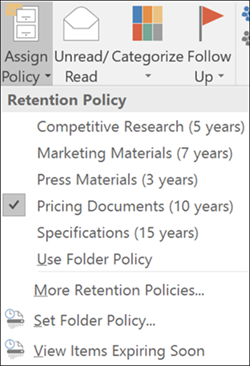 Assign Policy
Unread/ Read
Categorize
Follow Up
Retention Policy
Competitive Research (5 years)
Marketing Materials (7 years)
Press Materials (3 years)
Pricing Documents (10 years)
Specifications (15 years)
Use Folder Policy
More Retention Policies...
Set Folder Policy...
View Items Expiring Soon